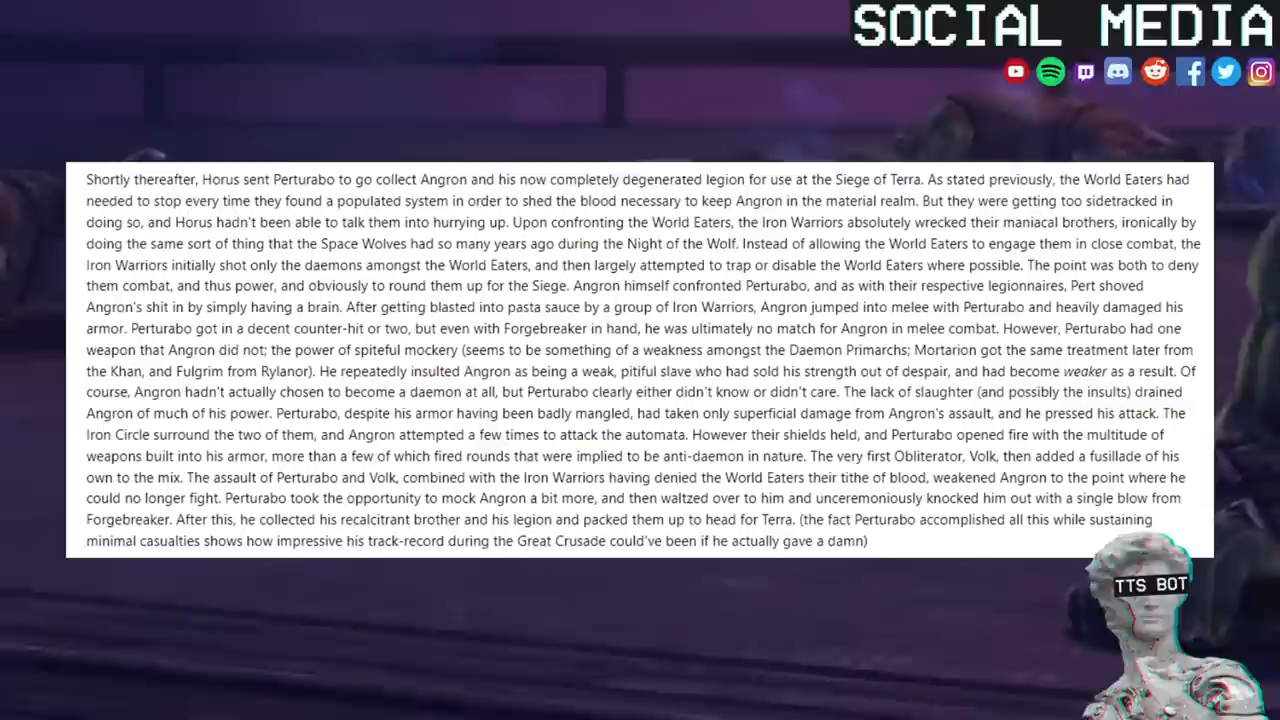 SOCIAL MEDIA
Shortly thereafter, Horus sent Perturabo to go collect Angron and his now completely degenerated legion for use at the Siege of Terra. As stated previously, the World Eaters had
needed to stop every time they found a populated system in order to shed the blood necessary to keep Angron in the material realm. But they were getting too sidetracked in
doing so, and Horus hadn't been able to talk them into hurrying up. Upon confronting the World Eaters, the Iron Warriors absolutely wrecked their maniacal brothers, ironically by
doing the same sort of thing that the Space Wolves had so many years ago during the Night of the Wolf. Instead of allowing the World Eaters to engage them in close combat, the
Iron Warriors initially shot only the daemons amongst the World Eaters, and then largely attempted to trap or disable the World Eaters where possible. The point was both to deny
them combat, and thus power, and obviously to round them up for the Siege. Angron himself confronted Perturabo, and as with their respective legionnaires, Pert shoved
Angron's shit in by simply having a brain. After getting blasted into pasta sauce by a group of Iron Warriors, Angron jumped into melee with Perturabo and heavily damaged his
armor. Perturabo got in a decent counter-hit or two, but even with Forgebreaker in hand, he was ultimately no match for Angron in melee combat. However, Perturabo had one
weapon that Angron did not; the power of spiteful mockery (seems to be something of a weakness amongst the Daemon Primarchs; Mortarion got the same treatment later from
the Khan, and Fulgrim from Rylanor). He repeatedly insulted Angron as being a weak, pitiful slave who had sold his strength out of despair, and had become weaker as a result. Of
course, Angron hadn't actually chosen to become a daemon at all, but Perturabo clearly either didn't know or didn't care. The lack of slaughter (and possibly the insults) drained
Angron of much of his power. Perturabo, despite his armor having been badly mangled, had taken only superficial damage from Angron's assault, and he pressed his attack. The
Iron Circle surround the two of them, and Angron attempted a few times to attack the automata. However their shields held, and Perturabo opened fire with the multitude of
weapons built into his armor, more than a few of which fired rounds that were implied to be anti-daemon in nature. The very first Obliterator, Volk, then added a fusillade of his
own to the mix. The assault of Perturabo and Volk, combined with the Iron Warriors having denied the World Eaters their tithe of blood, weakened Angron to the point where he
could no longer fight. Perturabo took the opportunity to mock Angron a bit more, and then waltzed over to him and unceremoniously knocked him out with a single blow from
Forgebreaker. After this, he collected his recalcitrant brother and his legion and packed them up to head for Terra. (the fact Perturabo accomplished all this while sustaining
minimal casualties shows how impressive his track-record during the Great Crusade could've been if he actually gave a damn)
TTS BOT